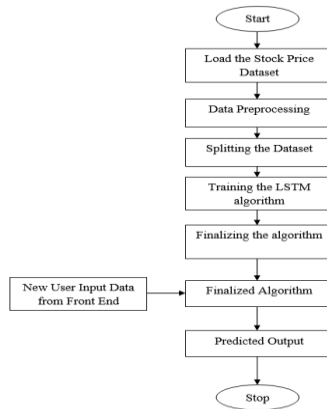 Start
Load the Stock Price
Dataset
Data Preprocessing
Splitting the Dataset
Training the LSTM
algorithm
Finalizing the algorithm
New User Input Data
from Front End
Finalized Algorithm
Predicted Output
Stop